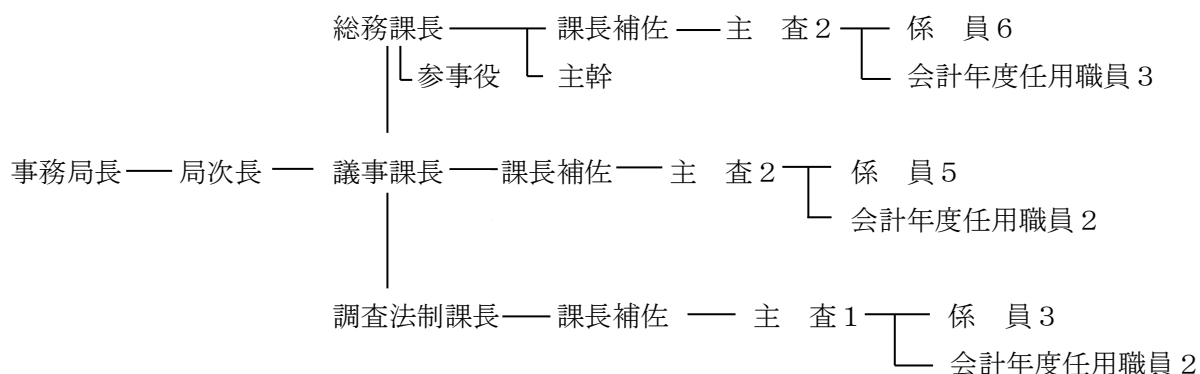 総務課長 課長補佐 主　査２ 係　員６
参事役 主幹 会計年度任用職員３
事務局長 局次長 議事課長 課長補佐 主　査２ 係　員５
会計年度任用職員２
調査法制課長 課長補佐 主　査１ 係　員３
会計年度任用職員２